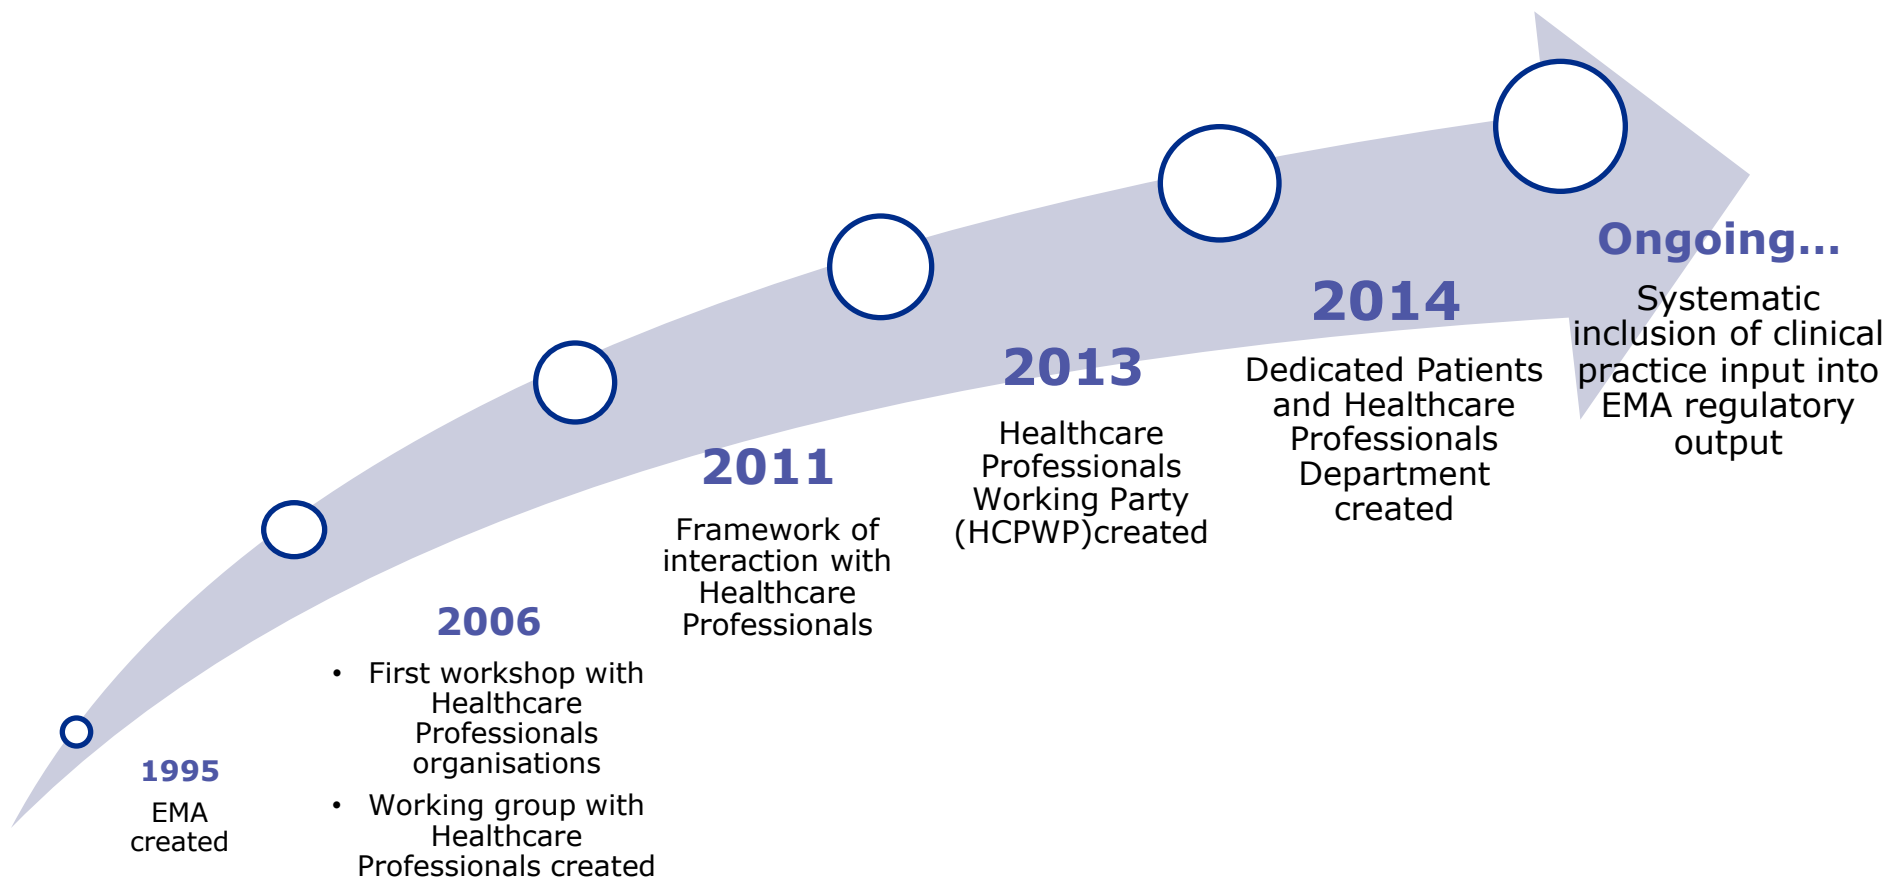 1995
EMA
created
2006
• First workshop with
Healthcare
Professionals
organisations
• Working group with
Healthcare
Professionals created
2011
Framework of
interaction with
Healthcare
Professionals
2013
Healthcare
Professionals
Working Party
(HCPWP)created
2014
Dedicated Patients
and Healthcare
Professionals
Department
created
Ongoing...
Systematic
inclusion of clinical
practice input into
EMA regulatory
output